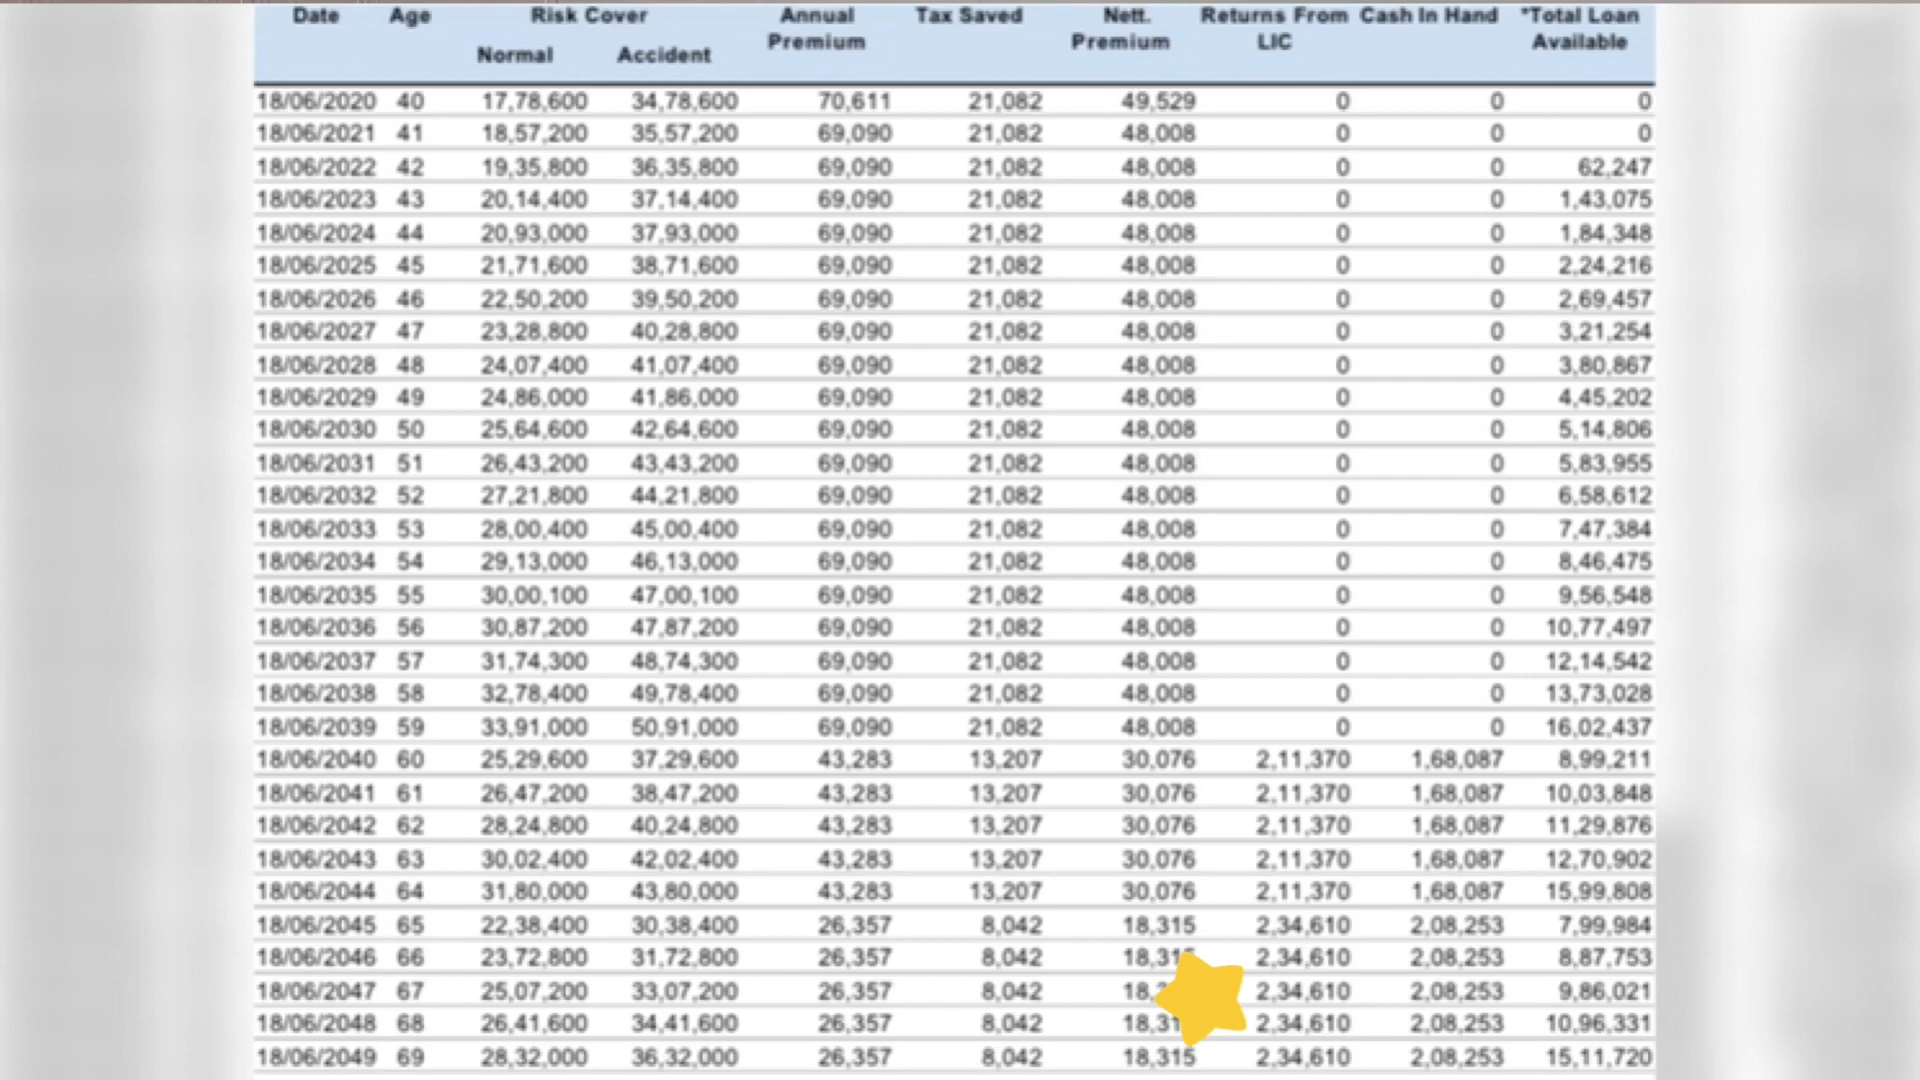 Date Age Risk Cover Annual Tax Saved Nett. Returns From Cash In Hand *Total Loan
Normal Accident Premium Premium LIC Available
18/06/2020 40 17,78,600 34,78,600 70,611 21,082 49,529 0 0 0
18/06/2021 41 18,57,200 35,57,200 69,090 21,082 48,008 0 0 0
18/06/2022 42 19,35,800 36,35,800 69,090 21,082 48,008 0 0 62,247
18/06/2023 43 20,14,400 37,14,400 69,090 21,082 48,008 0 0 1,43,075
18/06/2024 44 20,93,000 37,93,000 69,090 21,082 48,008 0 0 1,84,348
18/06/2025 45 21,71,600 38,71,600 69,090 21,082 48,008 0 0 2,24,216
18/06/2026 46 22,50,200 39,50,200 69,090 21,082 48,008 0 0 2,69,457
18/06/2027 47 23,28,800 40,28,800 69,090 21,082 48,008 0 0 3,21,254
18/06/2028 48 24,07,400 41,07,400 69,090 21,082 48,008 0 0 3,80,867
18/06/2029 49 24,86,000 41,86,000 69,090 21,082 48,008 0 0 4,45,202
18/06/2030 50 25,64,600 42,64,600 69,090 21,082 48,008 0 0 5,14,806
18/06/2031 51 26,43,200 43,43,200 69,090 21,082 48,008 0 0 5,83,955
18/06/2032 52 27,21,800 44,21,800 69,090 21,082 48,008 0 0 6,58,612
18/06/2033 53 28,00,400 45,00,400 69,090 21,082 48,008 0 0 7,47,384
18/06/2034 54 29,13,000 46,13,000 69,090 21,082 48,008 0 0 8,46,475
18/06/2035 55 30,00,100 47,00,100 69,090 21,082 48,008 0 0 9,56,548
18/06/2036 56 30,87,200 47,87,200 69,090 21,082 48,008 0 0 10,77,497
18/06/2037 57 31,74,300 48,74,300 69,090 21,082 48,008 0 0 12,14,542
18/06/2038 58 32,78,400 49,78,400 69,090 21,082 48,008 0 0 13,73,028
18/06/2039 59 33,91,000 50,91,000 69,090 21,082 48,008 0 0 16,02,437
18/06/2040 60 25,29,600 37,29,600 43,283 13,207 30,076 2,11,370 1,68,087 8,99,211
18/06/2041 61 26,47,200 38,47,200 43,283 13,207 30,076 2,11,370 1,68,087 10,03,848
18/06/2042 62 28,24,800 40,24,800 43,283 13,207 30,076 2,11,370 1,68,087 11,29,876
18/06/2043 63 30,02,400 42,02,400 43,283 13,207 30,076 2,11,370 1,68,087 12,70,902
18/06/2044 64 31,80,000 43,80,000 43,283 13,207 30,076 2,11,370 1,68,087 15,99,808
18/06/2045 65 22,38,400 30,38,400 26,357 8,042 18,315 2,34,610 2,08,253 7,99,984
18/06/2046 66 23,72,800 31,72,800 26,357 8,042 2,34,610 2,08,253 8,87,753
18/06/2047 67 25,07,200 33,07,200 26,357 8,042 2,34,610 2,08,253 9,86,021
18/06/2048 68 26,41,600 34,41,600 26,357 8,042 2,34,610 2,08,253 10,96,331
18/06/2049 69 28,32,000 36,32,000 26,357 8,042 18,315 2,34,610 2,08,253 15,11,720